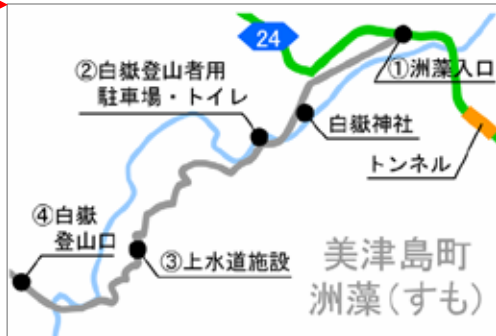 24
①洲藻入口
②白嶽登山者用
駐車場・トイレ
白嶽神社
トンネル
④白嶽
登山口
③上水道施設
美津島町
洲藻(すも)